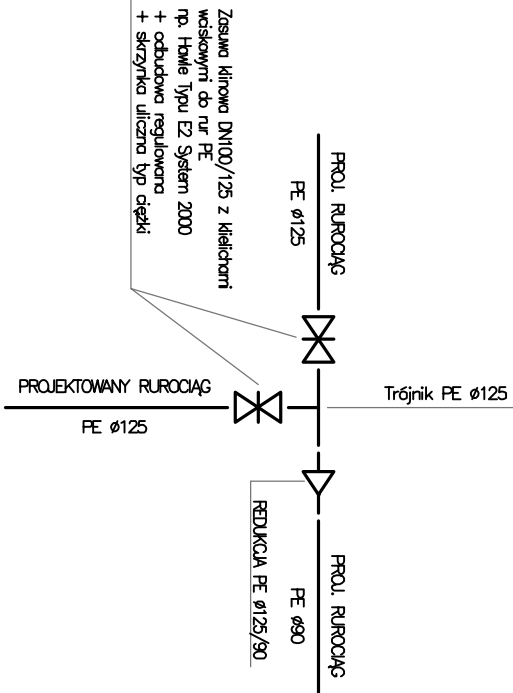 Zasuwa klinowa DN100/125 z kielichami
wciskowymi do rur PE
np. Hawle Typu E2 System 2000
+ odbudowa regulowana
+ skrzynka uliczna typ ciężki
PROJ. RUROCIĄG
PE ø125
PROJEKTOWANY RUROCIĄG
PE ø125
Trójnik PE ø125
REDUKCJA PE ø125/90
PROJ. RUROCIĄG
PE ø90